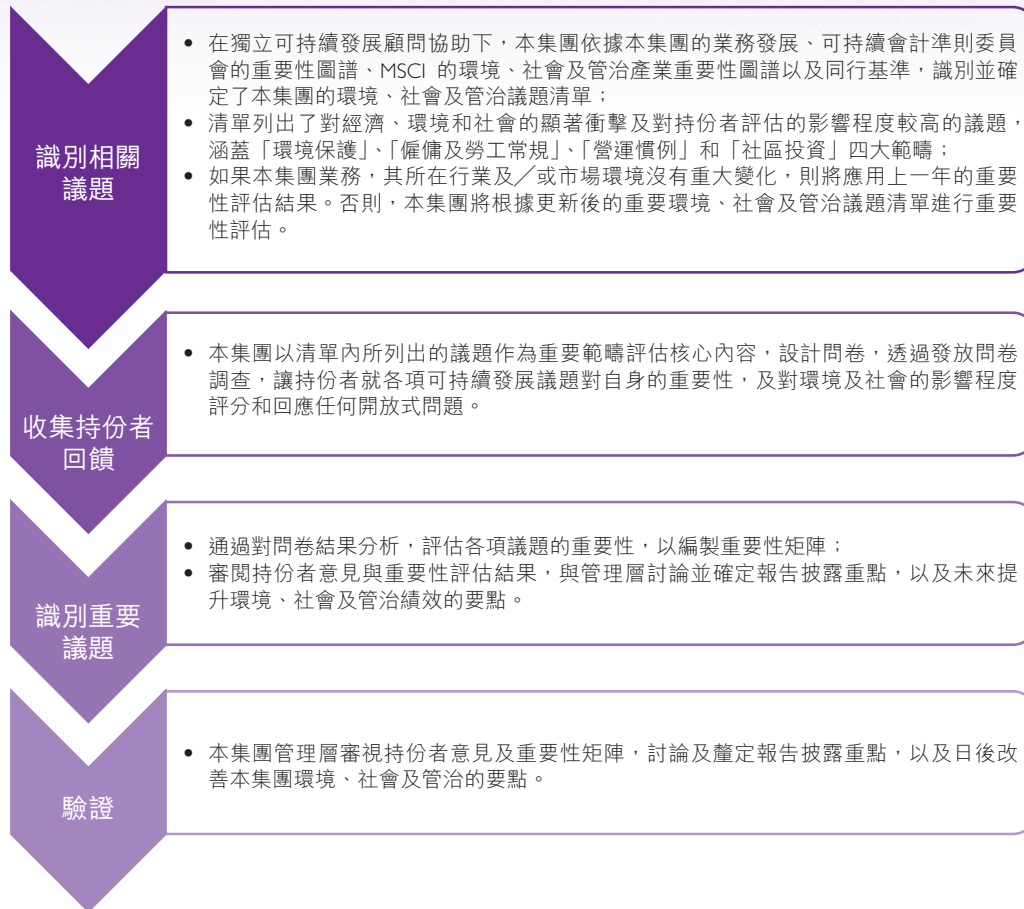 識別相關
議題
• 在獨立可持續發展顧問協助下，本集團依據本集團的業務發展、可持續會計準則委員
會的重要性圖譜、MSCI 的環境、社會及管治產業重要性圖譜以及同行基準，識別並確
定了本集團的環境、社會及管治議題清單；
• 清單列出了對經濟、環境和社會的顯著衝擊及對持份者評估的影響程度較高的議題，
涵蓋「環境保護」、「僱傭及勞工常規」、「營運慣例」和「社區投資」四大範疇；
• 如果本集團業務，其所在行業及／或市場環境沒有重大變化，則將應用上一年的重要
性評估結果。否則，本集團將根據更新後的重要環境、社會及管治議題清單進行重要
性評估。
收集持份者
回饋
• 本集團以清單內所列出的議題作為重要範疇評估核心內容，設計問卷，透過發放問卷
調查，讓持份者就各項可持續發展議題對自身的重要性，及對環境及社會的影響程度
評分和回應任何開放式問題。
識別重要
議題
• 通過對問卷結果分析，評估各項議題的重要性，以編製重要性矩陣；
• 審閱持份者意見與重要性評估結果，與管理層討論並確定報告披露重點，以及未來提
升環境、社會及管治績效的要點。
驗證
• 本集團管理層審視持份者意見及重要性矩陣，討論及釐定報告披露重點，以及日後改
善本集團環境、社會及管治的要點。